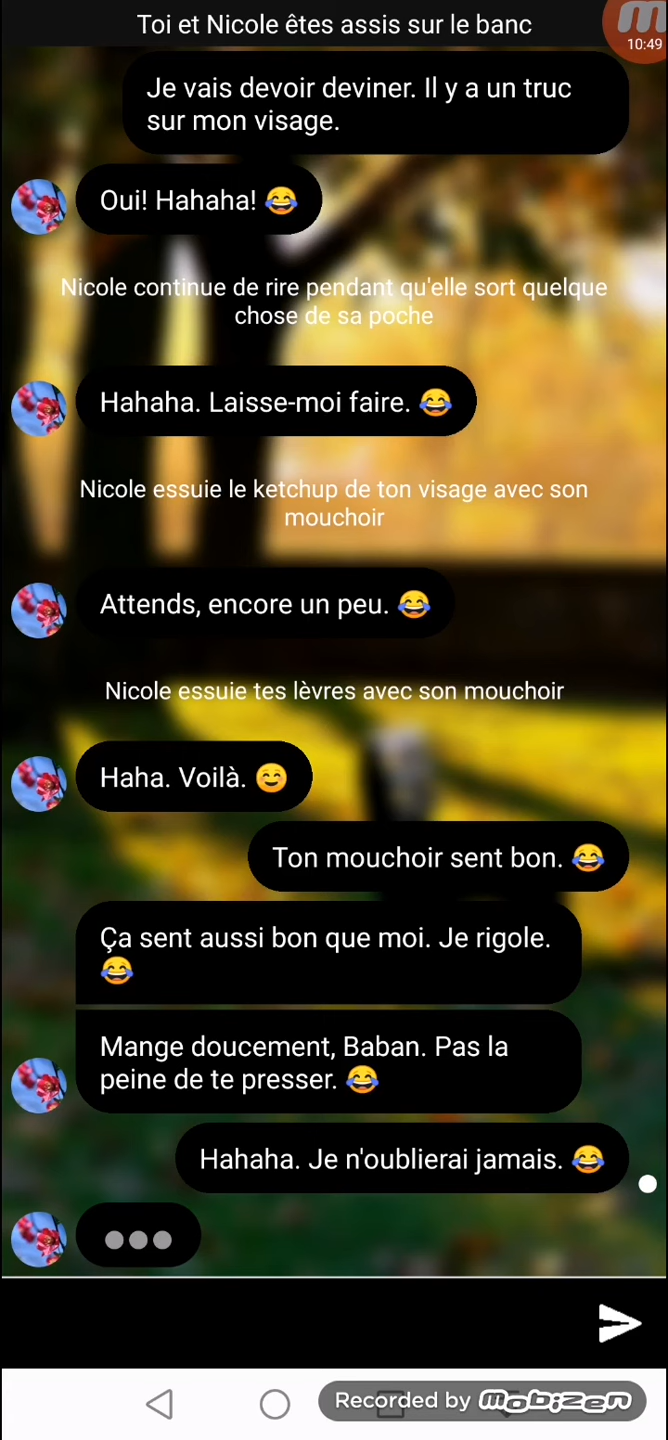 Toi et Nicole êtes assis sur le banc
10:49
Je vais devoir deviner. Il y a un truc
sur mon visage.
Oui! Hahaha! 😂
Nicole continue de rire pendant qu'elle sort quelque
chose de sa poche
Hahaha. Laisse-moi faire. 😂
Nicole essuie le ketchup de ton visage avec son
mouchoir
Attends, encore un peu. 😂
Nicole essuie tes lèvres avec son mouchoir
Haha. Voilà. 😊
Ton mouchoir sent bon. 😂
Ça sent aussi bon que moi. Je rigole.
😂
Mange doucement, Baban. Pas la
peine de te presser. 😂
Hahaha. Je n'oublierai jamais. 😂
Recorded by mobizen